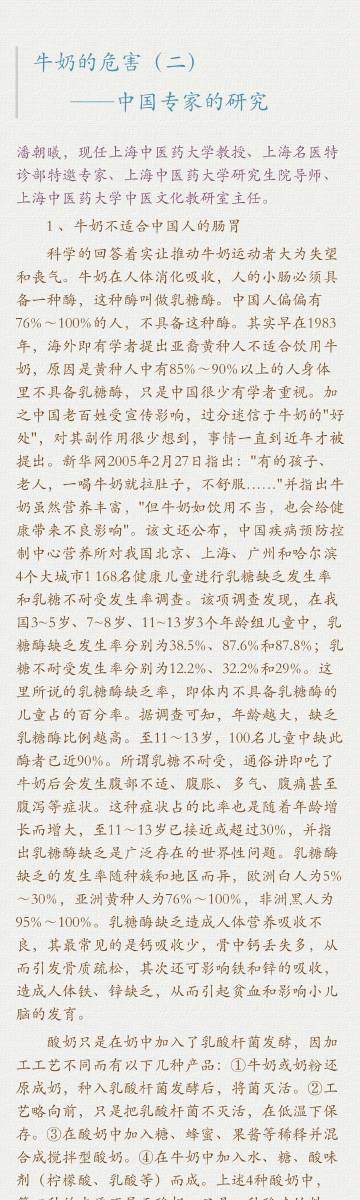 牛奶的危害（二）
——中国专家的研究
潘朝曦，现任上海中医药大学教授、上海名医特
诊部特邀专家、上海中医药大学研究生院导师、
上海中医药大学中医文化教研室主任。
1、牛奶不适合中国人的肠胃
科学的回答着实让推动牛奶运动者大为失望
和丧气。牛奶在人体消化吸收，人的小肠必须具
备一种酶，这种酶叫做乳糖酶。中国人偏偏有
76%～100%的人，不具备这种酶。其实早在1983
年，海外即有学者提出亚裔黄种人不适合饮用牛
奶，原因是黄种人中有85%～90%以上的人身体
里不具备乳糖酶，只是中国很少有学者重视。加
之中国老百姓受宣传影响，过分迷信于牛奶的"好
处"，对其副作用很少想到，事情一直到近年才被
提出。新华网2005年2月27日指出："有的孩子、
老人，一喝牛奶就拉肚子，不舒服……"并指出牛
奶虽然营养丰富，"但牛奶如饮用不当，也会给健
康带来不良影响"。该文还公布，中国疾病预防控
制中心营养所对我国北京、上海、广州和哈尔滨
4个大城市1 168名健康儿童进行乳糖缺乏发生率
和乳糖不耐受发生率调查。该项调查发现，在我
国3~5岁、7~8岁、11~13岁3个年龄组儿童中，乳
糖酶缺乏发生率分别为38.5%、87.6%和87.8%；乳
糖不耐受发生率分别为12.2%、32.2%和29%。这
里所说的乳糖酶缺乏率，即体内不具备乳糖酶的
儿童占的百分率。据调查可知，年龄越大，缺乏
乳糖酶比例越高。至11~13岁，100名儿童中缺此
酶者已近90%。所谓乳糖不耐受，通俗讲即吃了
牛奶后会发生腹部不适、腹胀、多气、腹痛甚至
腹泻等症状。这种症状占的比率也是随着年龄增
长而增大，至11～13岁已接近或超过30%，并指
出乳糖酶缺乏是广泛存在的世界性问题。乳糖酶
缺乏的发生率随种族和地区而异，欧洲白人为5%
～30%，亚洲黄种人为76%～100%，非洲黑人为
95%～100%。乳糖酶缺乏造成人体营养吸收不
良，其最常见的是钙吸收少，骨中钙丢失多，从
而引发骨质疏松，其次还可影响铁和锌的吸收，
造成人体铁、锌缺乏，从而引起贫血和影响小儿
脑的发育。
酸奶只是在奶中加入了乳酸杆菌发酵，因加
工工艺不同而有以下几种产品：①牛奶或奶粉还
原成奶，种入乳酸杆菌发酵后，将菌灭活。②工
艺略向前，只是把乳酸杆菌不灭活，在低温下保
存。③在酸奶中加入糖、蜂蜜、果酱等稀释并混
合成搅拌型酸奶。④在牛奶中加入水、糖、酸味
剂（柠檬酸、乳酸等）而成。上述4种酸奶中，